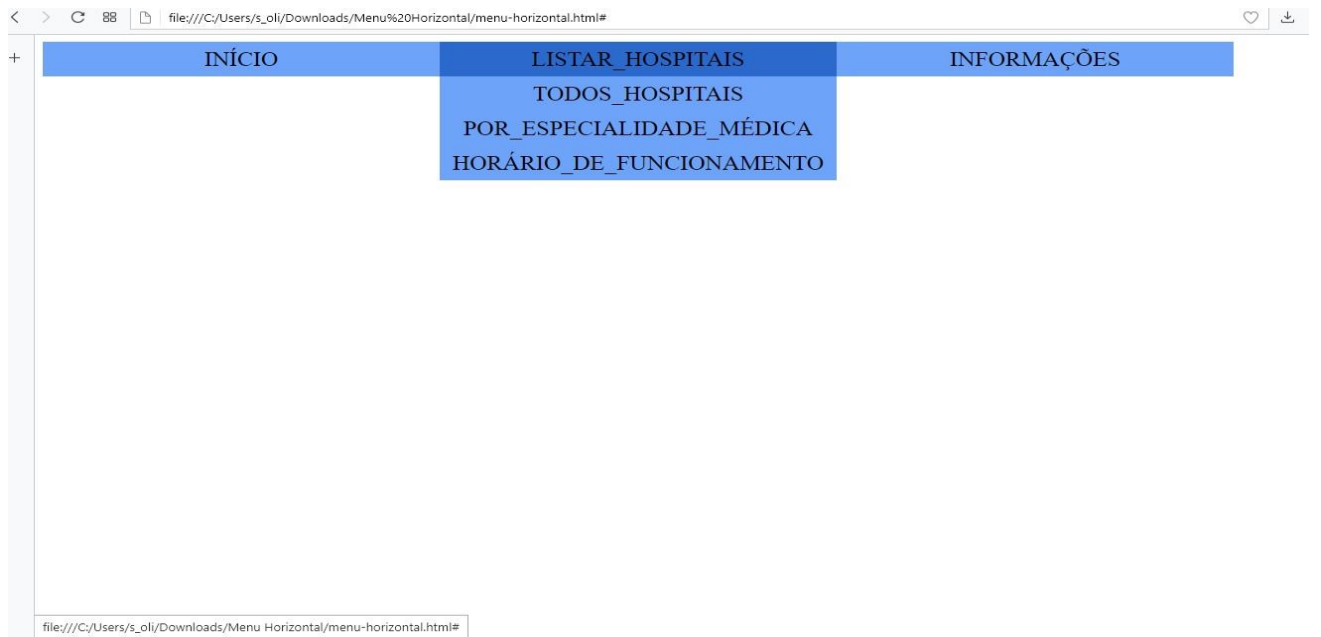 file:///C:/Users/s_oli/Downloads/Menu%20Horizontal/menu-horizontal.html#
INÍCIO LISTAR_HOSPITAIS INFORMAÇÕES
TODOS_HOSPITAIS
POR_ESPECIALIDADE_MÉDICA
HORÁRIO_DE_FUNCIONAMENTO
file:///C:/Users/s_oli/Downloads/Menu Horizontal/menu-horizontal.html#